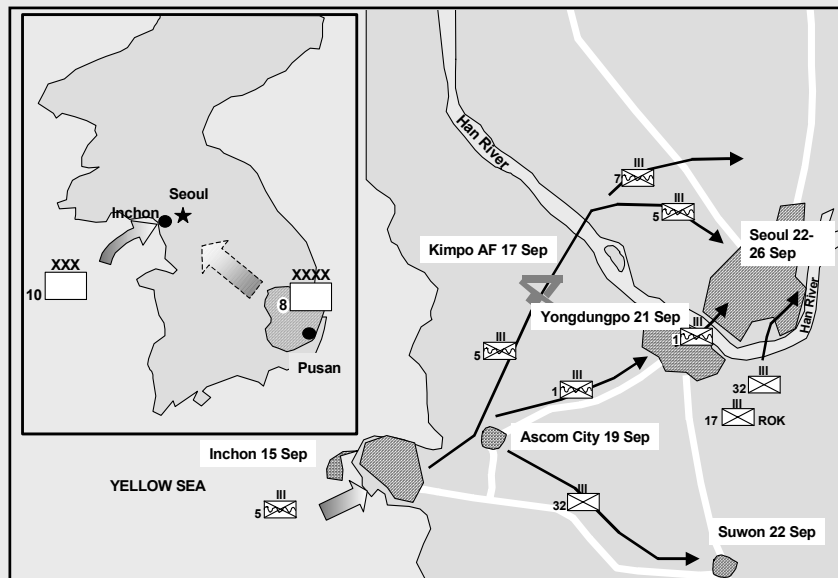 Seoul
Inchon
XXX
10
XXXX
8
Pusan
Han River
III
7
III
5
Kimpo AF 17 Sep
Seoul 22-
26 Sep
Yongdungpo 21 Sep
III
1
Han River
III
5
III
1
III
32
III
17
ROK
Inchon 15 Sep
Ascom City 19 Sep
YELLOW SEA
III
5
III
32
Suwon 22 Sep